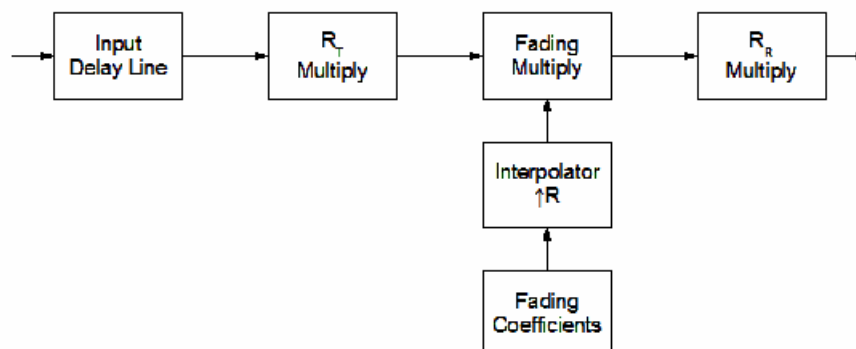 Input
Delay Line
R_T
Multiply
Fading
Multiply
R_R
Multiply
Interpolator
↑R
Fading
Coefficients